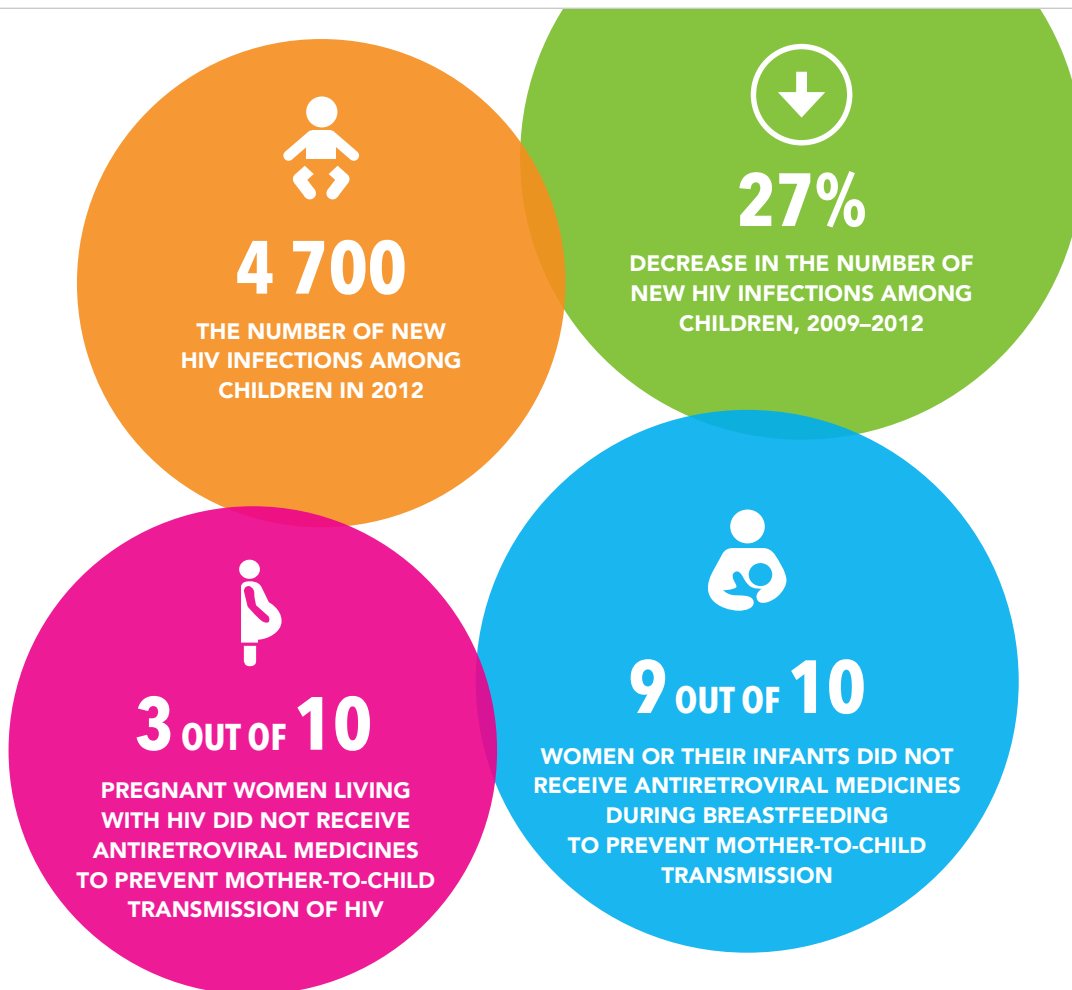 4 700
THE NUMBER OF NEW
HIV INFECTIONS AMONG
CHILDREN IN 2012
27%
DECREASE IN THE NUMBER OF
NEW HIV INFECTIONS AMONG
CHILDREN, 2009–2012
3 OUT OF 10
PREGNANT WOMEN LIVING
WITH HIV DID NOT RECEIVE
ANTIRETROVIRAL MEDICINES
TO PREVENT MOTHER-TO-CHILD
TRANSMISSION OF HIV
9 OUT OF 10
WOMEN OR THEIR INFANTS DID NOT
RECEIVE ANTIRETROVIRAL MEDICINES
DURING BREASTFEEDING
TO PREVENT MOTHER-TO-CHILD
TRANSMISSION